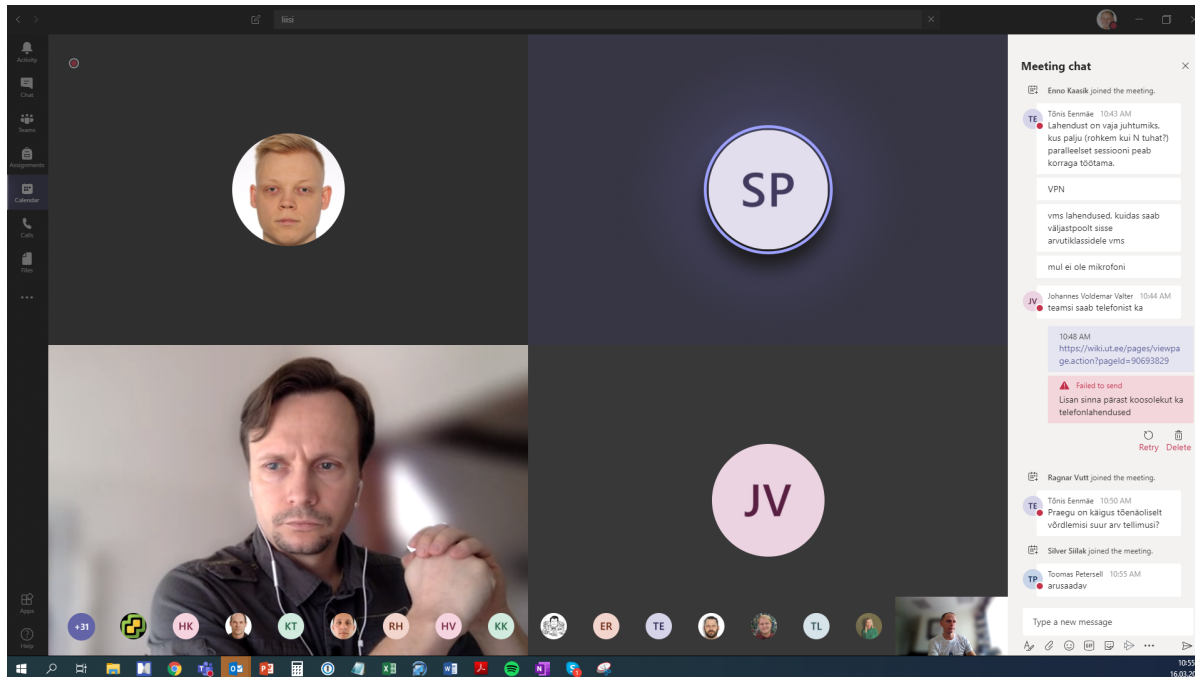 liisi
Activity
Chat
Teams
Assignments
Calendar
Calls
Files
Apps
Help
SP
JV
+31
HK
KT
RH
HV
KK
ER
TE
TL
Meeting chat
Enno Kaasik joined the meeting.
TE
Tõnis Eenmäe 10:43 AM
Lahendust on vaja juhtumiks,
kus palju (rohkem kui N tuhat?)
paralleelset sessiooni peab
korraga töötama.
VPN
vms lahendused, kuidas saab
väljastpoolt sisse
arvutiklassidele vms
mul ei ole mikrofoni
JV
Johannes Voldemar Valter 10:44 AM
teamsi saab telefonist ka
10:48 AM
https://wiki.ut.ee/pages/viewpa
ge.action?pageId=90693829
Failed to send
Lisan sinna pärast koosolekut ka
telefonlahendused
Retry Delete
Ragnar Vutt joined the meeting.
TE
Tõnis Eenmäe 10:50 AM
Praegu on käigus tõenäoliselt
võrdlemisi suur arv tellimusi?
Silver Siilak joined the meeting.
TP
Toomas Petersell 10:55 AM
arusaadav
Type a new message
GIF
10:55
16.03.20